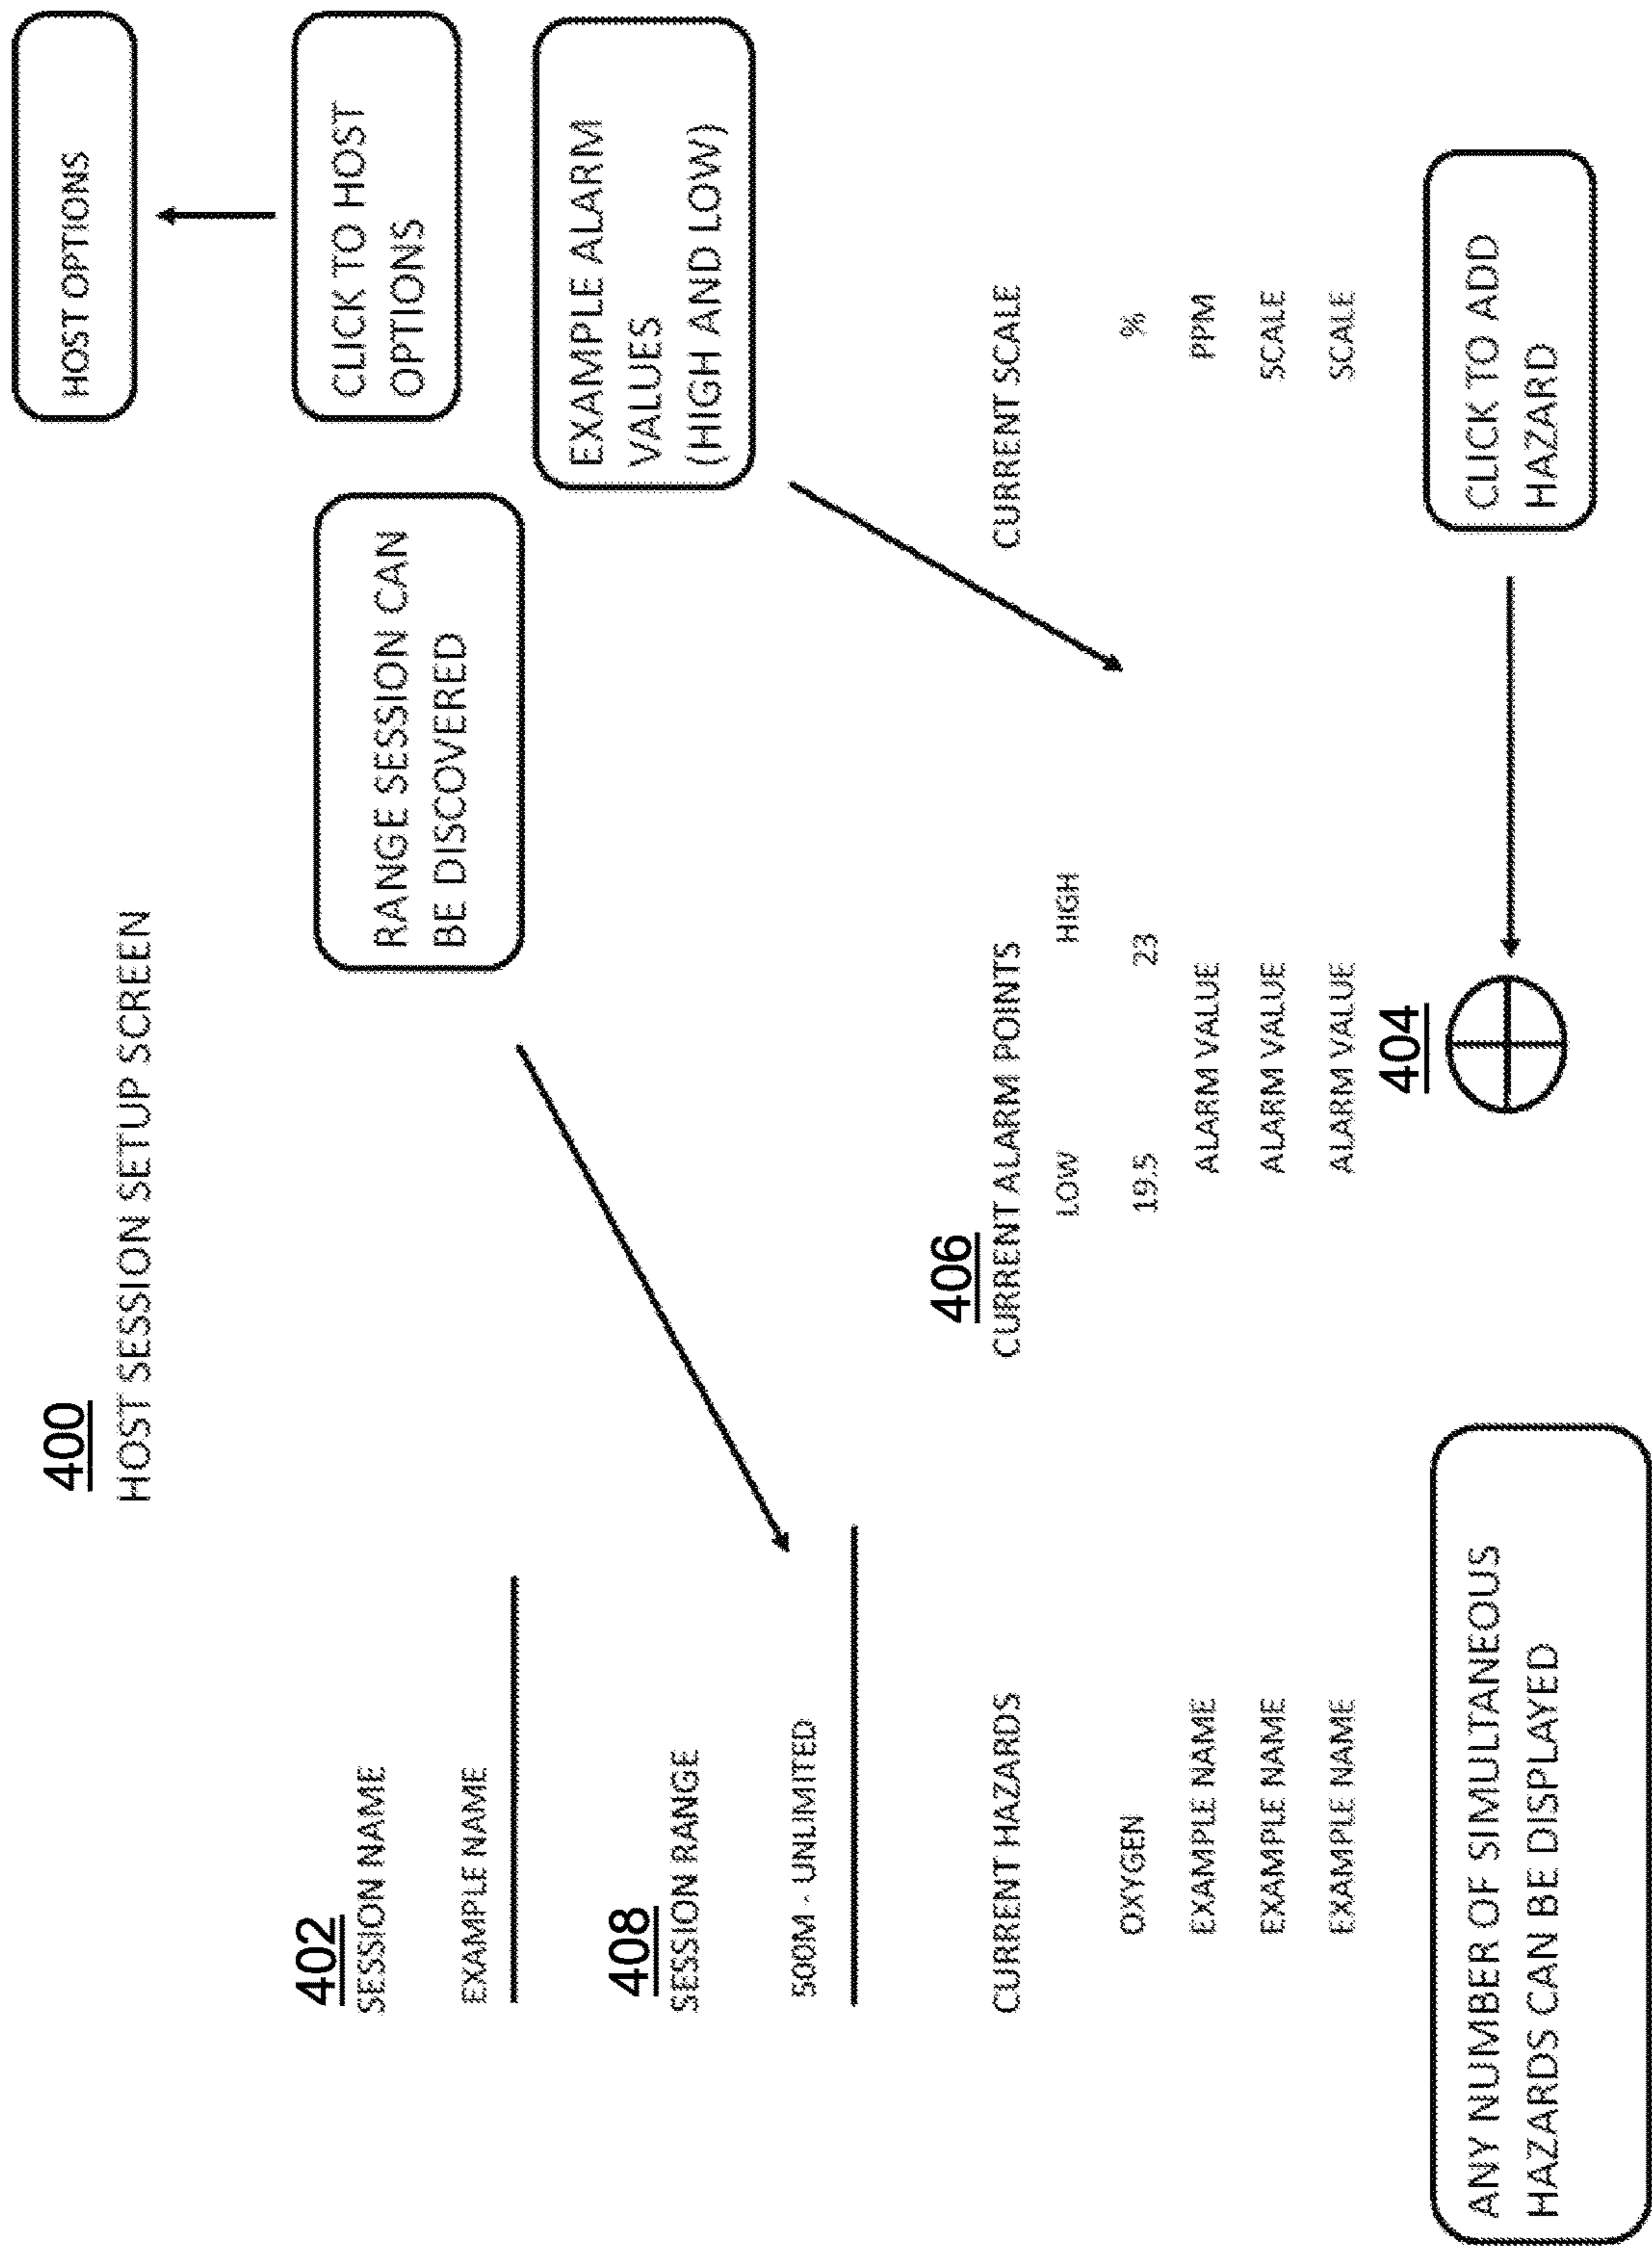 400
HOST SESSION SETUP SCREEN
HOST OPTIONS
CLICK TO HOST
OPTIONS
402
SESSION NAME
EXAMPLE NAME
RANGE SESSION CAN
BE DISCOVERED
EXAMPLE ALARM
VALUES
(HIGH AND LOW)
408
SESSION RANGE
500M - UNLIMITED
406
CURRENT HAZARDS CURRENT ALARM POINTS CURRENT SCALE
LOW HIGH
OXYGEN 19.5 23 %
EXAMPLE NAME ALARM VALUE PPM
EXAMPLE NAME ALARM VALUE SCALE
EXAMPLE NAME ALARM VALUE SCALE
404
ANY NUMBER OF SIMULTANEOUS
HAZARDS CAN BE DISPLAYED
CLICK TO ADD
HAZARD